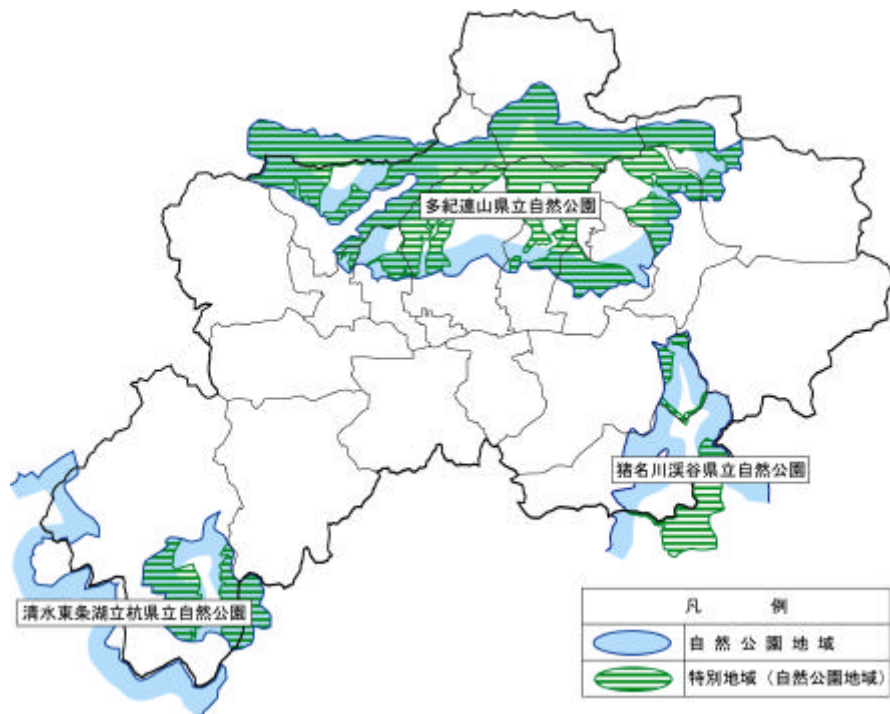 多紀連山県立自然公園
猪名川渓谷県立自然公園
清水東条湖立杭県立自然公園
凡 例
自然公園地域
特別地域(自然公園地域)